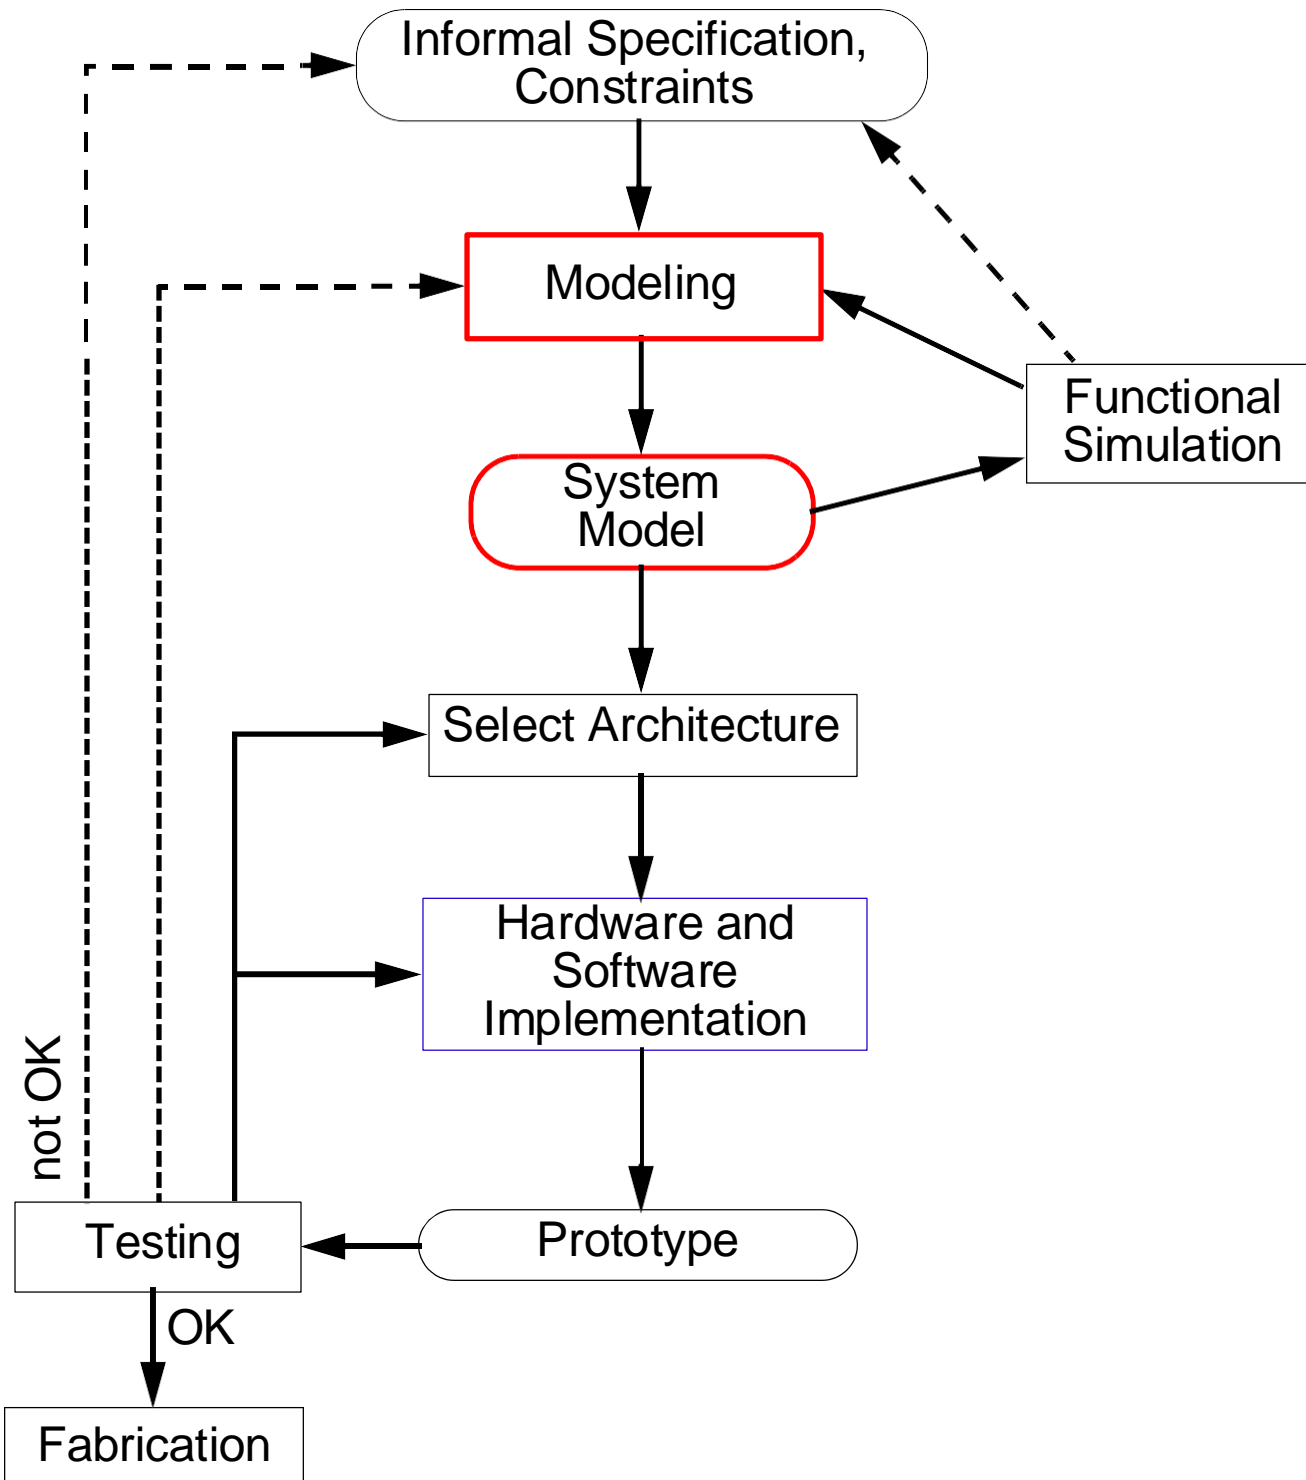 Informal Specification,
Constraints
Modeling
Functional
Simulation
System
Model
Select Architecture
Hardware and
Software
Implementation
not OK
Testing
Prototype
OK
Fabrication